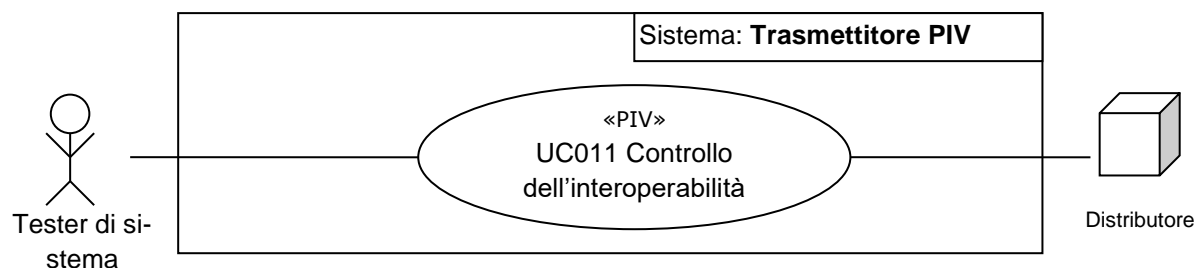 Sistema: Trasmettitore PIV
«PIV»
UC011 Controllo
dell'interoperabilità
Tester di si-
stema
Distributore